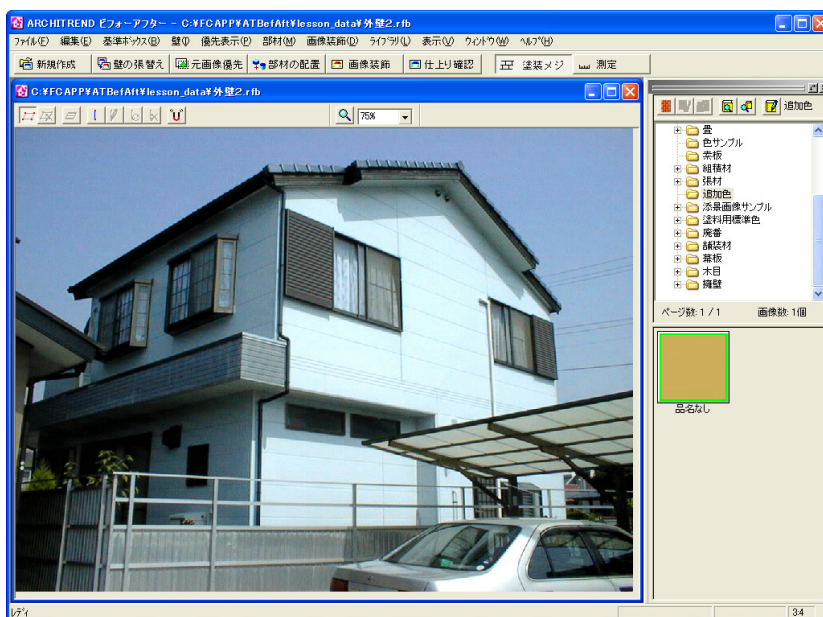 ARCHITREND ビフォーアフター - C:¥FCAPP¥ATBefAft¥lesson_data¥外壁2.rfb
ファイル(F) 編集(E) 基準ボックス(B) 壁(I) 優先表示(P) 部材(M) 画像装飾(D) ライブラリ(L) 表示(V) ウィンドウ(W) ヘルプ(H)
新規作成 壁の張替え 元画像優先 部材の配置 画像装飾 仕上り確認 塗装メジ 測定
C:¥FCAPP¥ATBefAft¥lesson_data¥外壁2.rfb
75%
追加色
畳
色サンプル
素板
組積材
張材
追加色
添景画像サンプル
塗料用標準色
廃番
舗装材
幕板
木目
擁壁
ページ数: 1 / 1 画像数: 1個
品名なし
レディ
3:4